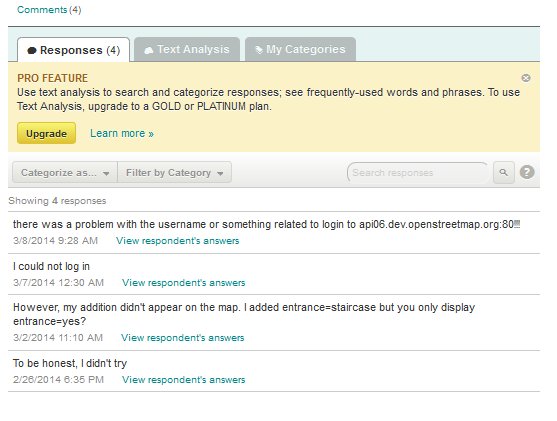 Comments (4)
Responses (4)
Text Analysis
My Categories
PRO FEATURE
Use text analysis to search and categorize responses; see frequently-used words and phrases. To use
Text Analysis, upgrade to a GOLD or PLATINUM plan.
Upgrade
Learn more »
Categorize as...
Filter by Category
Search responses
?
Showing 4 responses
there was a problem with the username or something related to login to api06.dev.openstreetmap.org:80!!!
3/8/2014 9:28 AM View respondent's answers
I could not log in
3/7/2014 12:30 AM View respondent's answers
However, my addition didn't appear on the map. I added entrance=staircase but you only display
entrance=yes?
3/2/2014 11:10 AM View respondent's answers
To be honest, I didn't try
2/26/2014 6:35 PM View respondent's answers